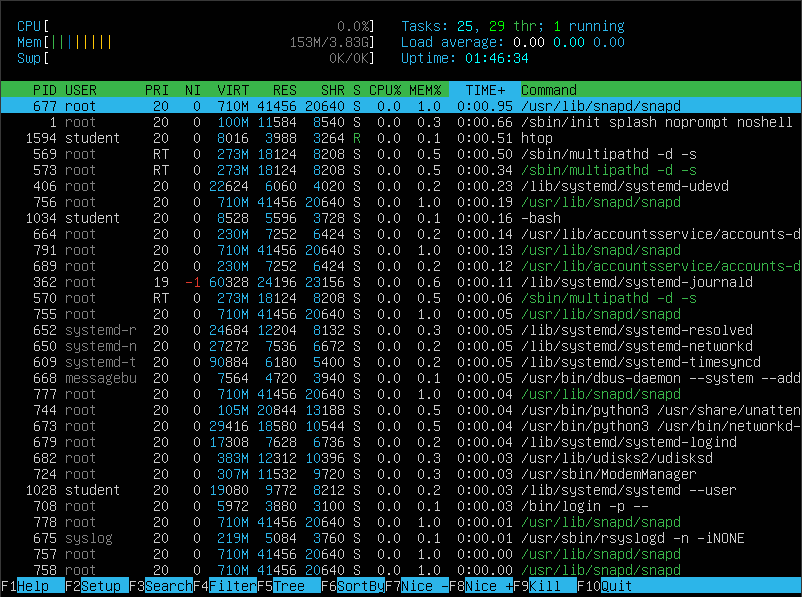 CPU[ 0.0%] Tasks: 25, 29 thr; 1 running
Mem[|||||||| 153M/3.83G] Load average: 0.00 0.00 0.00
Swp[ 0K/0K] Uptime: 01:46:34
PID USER PRI NI VIRT RES SHR S CPU% MEM% TIME+ Command
677 root 20 0 710M 41456 20640 S 0.0 1.0 0:00.95 /usr/lib/snapd/snapd
1 root 20 0 100M 11584 8540 S 0.0 0.3 0:00.66 /sbin/init splash noprompt noshell
1594 student 20 0 8016 3988 3264 R 0.0 0.1 0:00.51 htop
569 root RT 0 273M 18124 8208 S 0.0 0.5 0:00.50 /sbin/multipathd -d -s
573 root RT 0 273M 18124 8208 S 0.0 0.5 0:00.34 /sbin/multipathd -d -s
406 root 20 0 22624 6060 4020 S 0.0 0.2 0:00.23 /lib/systemd/systemd-udevd
756 root 20 0 710M 41456 20640 S 0.0 1.0 0:00.19 /usr/lib/snapd/snapd
1034 student 20 0 8528 5596 3728 S 0.0 0.1 0:00.16 -bash
664 root 20 0 230M 7252 6424 S 0.0 0.2 0:00.14 /usr/lib/accountsservice/accounts-d
791 root 20 0 710M 41456 20640 S 0.0 1.0 0:00.13 /usr/lib/snapd/snapd
689 root 20 0 230M 7252 6424 S 0.0 0.2 0:00.12 /usr/lib/accountsservice/accounts-d
362 root 19 -1 60328 24196 23156 S 0.0 0.6 0:00.11 /lib/systemd/systemd-journald
570 root RT 0 273M 18124 8208 S 0.0 0.5 0:00.06 /sbin/multipathd -d -s
755 root 20 0 710M 41456 20640 S 0.0 1.0 0:00.05 /usr/lib/snapd/snapd
652 systemd-r 20 0 24684 12204 8132 S 0.0 0.3 0:00.05 /lib/systemd/systemd-resolved
650 systemd-n 20 0 27272 7536 6672 S 0.0 0.2 0:00.05 /lib/systemd/systemd-networkd
609 systemd-t 20 0 90884 6180 5400 S 0.0 0.2 0:00.05 /lib/systemd/systemd-timesyncd
668 messagebu 20 0 7564 4720 3940 S 0.0 0.1 0:00.05 /usr/bin/dbus-daemon --system --add
777 root 20 0 710M 41456 20640 S 0.0 1.0 0:00.04 /usr/lib/snapd/snapd
744 root 20 0 105M 20844 13188 S 0.0 0.5 0:00.04 /usr/bin/python3 /usr/share/unatten
673 root 20 0 29416 18580 10544 S 0.0 0.5 0:00.04 /usr/bin/python3 /usr/bin/networkd-
679 root 20 0 17308 7628 6736 S 0.0 0.2 0:00.04 /lib/systemd/systemd-logind
682 root 20 0 383M 12312 10396 S 0.0 0.3 0:00.03 /usr/lib/udisks2/udisksd
724 root 20 0 307M 11532 9720 S 0.0 0.3 0:00.03 /usr/sbin/ModemManager
1028 student 20 0 19080 9772 8212 S 0.0 0.2 0:00.03 /lib/systemd/systemd --user
708 root 20 0 5972 3880 3100 S 0.0 0.1 0:00.03 /bin/login -p --
778 root 20 0 710M 41456 20640 S 0.0 1.0 0:00.01 /usr/lib/snapd/snapd
675 syslog 20 0 219M 5084 3760 S 0.0 0.1 0:00.01 /usr/sbin/rsyslogd -n -iNONE
757 root 20 0 710M 41456 20640 S 0.0 1.0 0:00.00 /usr/lib/snapd/snapd
758 root 20 0 710M 41456 20640 S 0.0 1.0 0:00.00 /usr/lib/snapd/snapd
F1Help F2Setup F3SearchF4FilterF5Tree F6SortByF7Nice -F8Nice +F9Kill F10Quit